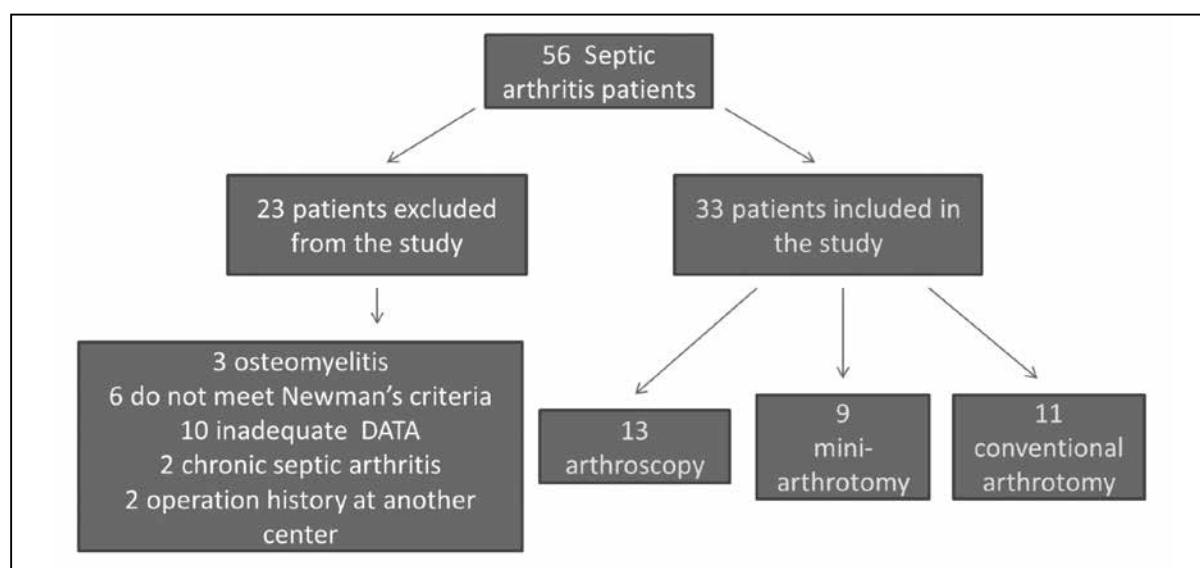 56 Septic
arthritis patients
23 patients excluded
from the study
33 patients included in
the study
3 osteomyelitis
6 do not meet Newman's criteria
10 inadequate DATA
2 chronic septic arthritis
2 operation history at another
center
13
arthroscopy
9
mini-
arthrotomy
11
conventional
arthrotomy